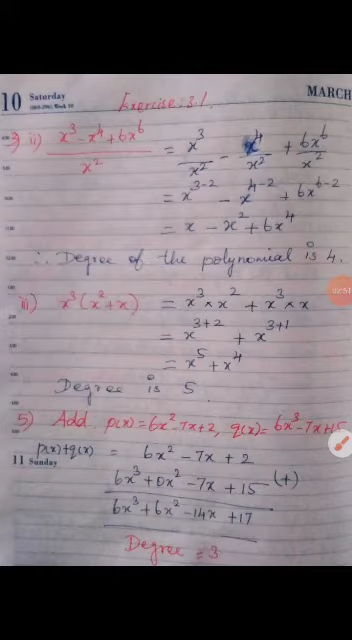 10 Saturday MARCH
Exercise: 3.1
3) ii) x³ - x⁴ + 6x⁶ / x² = x³/x² - x⁴/x² + 6x⁶/x²
= x³⁻² - x⁴⁻² + 6x⁶⁻²
= x - x² + 6x⁴
∴ Degree of the polynomial is 4.
iii) x³(x² + x) = x³ × x² + x³ × x
= x³⁺² + x³⁺¹
= x⁵ + x⁴
Degree is 5.
5) Add p(x) = 6x² - 7x + 2, q(x) = 6x³ - 7x + 15
p(x) + q(x) = 6x² - 7x + 2
11 Sunday
6x³ + 0x² - 7x + 15 (+)
6x³ + 6x² - 14x + 17
Degree = 3